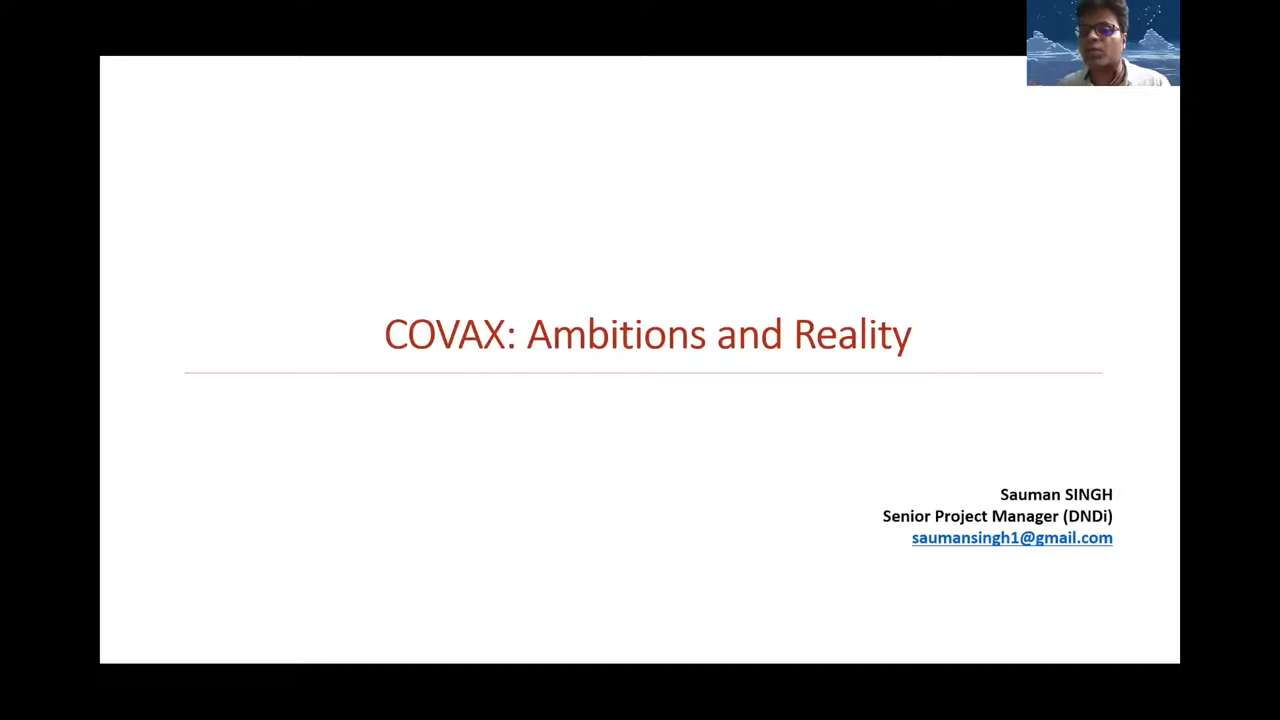 COVAX: Ambitions and Reality
Sauman SINGH
Senior Project Manager (DNDi)
saumansingh1@gmail.com